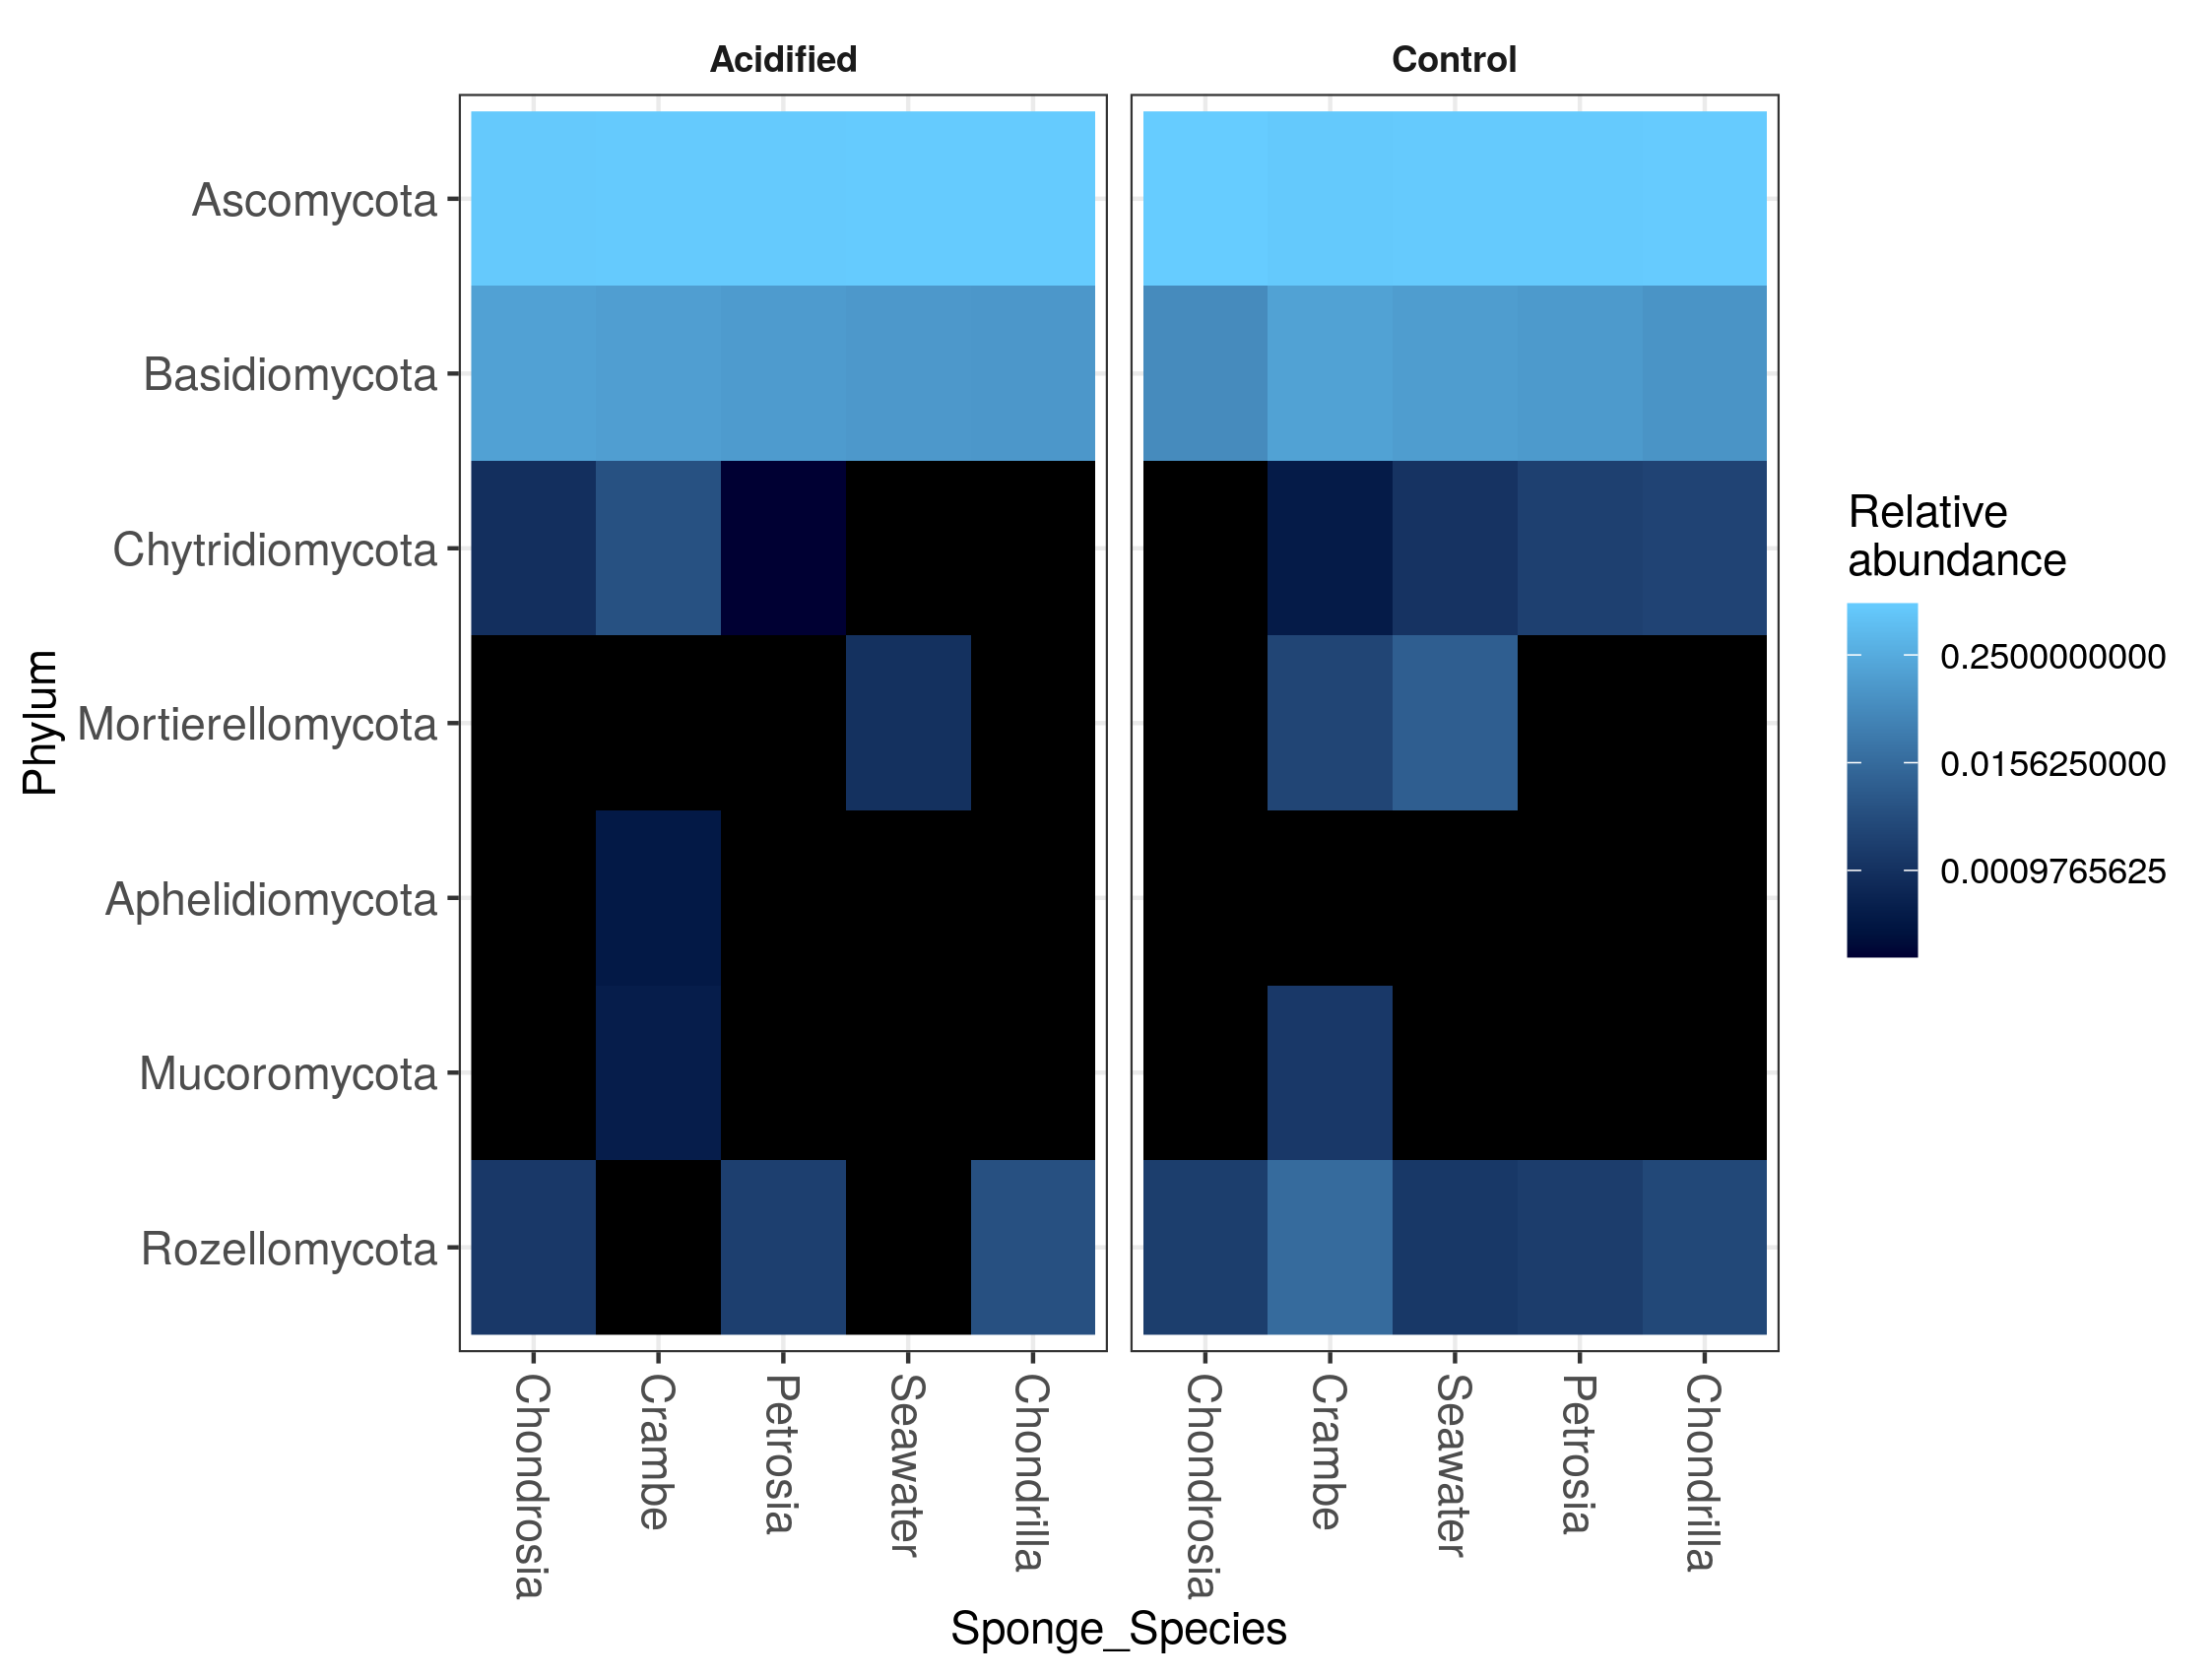 Acidified
Control
Ascomycota
Basidiomycota
Chytridiomycota
Mortierellomycota
Aphelidiomycota
Mucoromycota
Rozellomycota
Phylum
Chondrosia
Crambe
Petrosia
Seawater
Chondrilla
Chondrosia
Crambe
Seawater
Petrosia
Chondrilla
Sponge_Species
Relative
abundance
0.2500000000
0.0156250000
0.0009765625